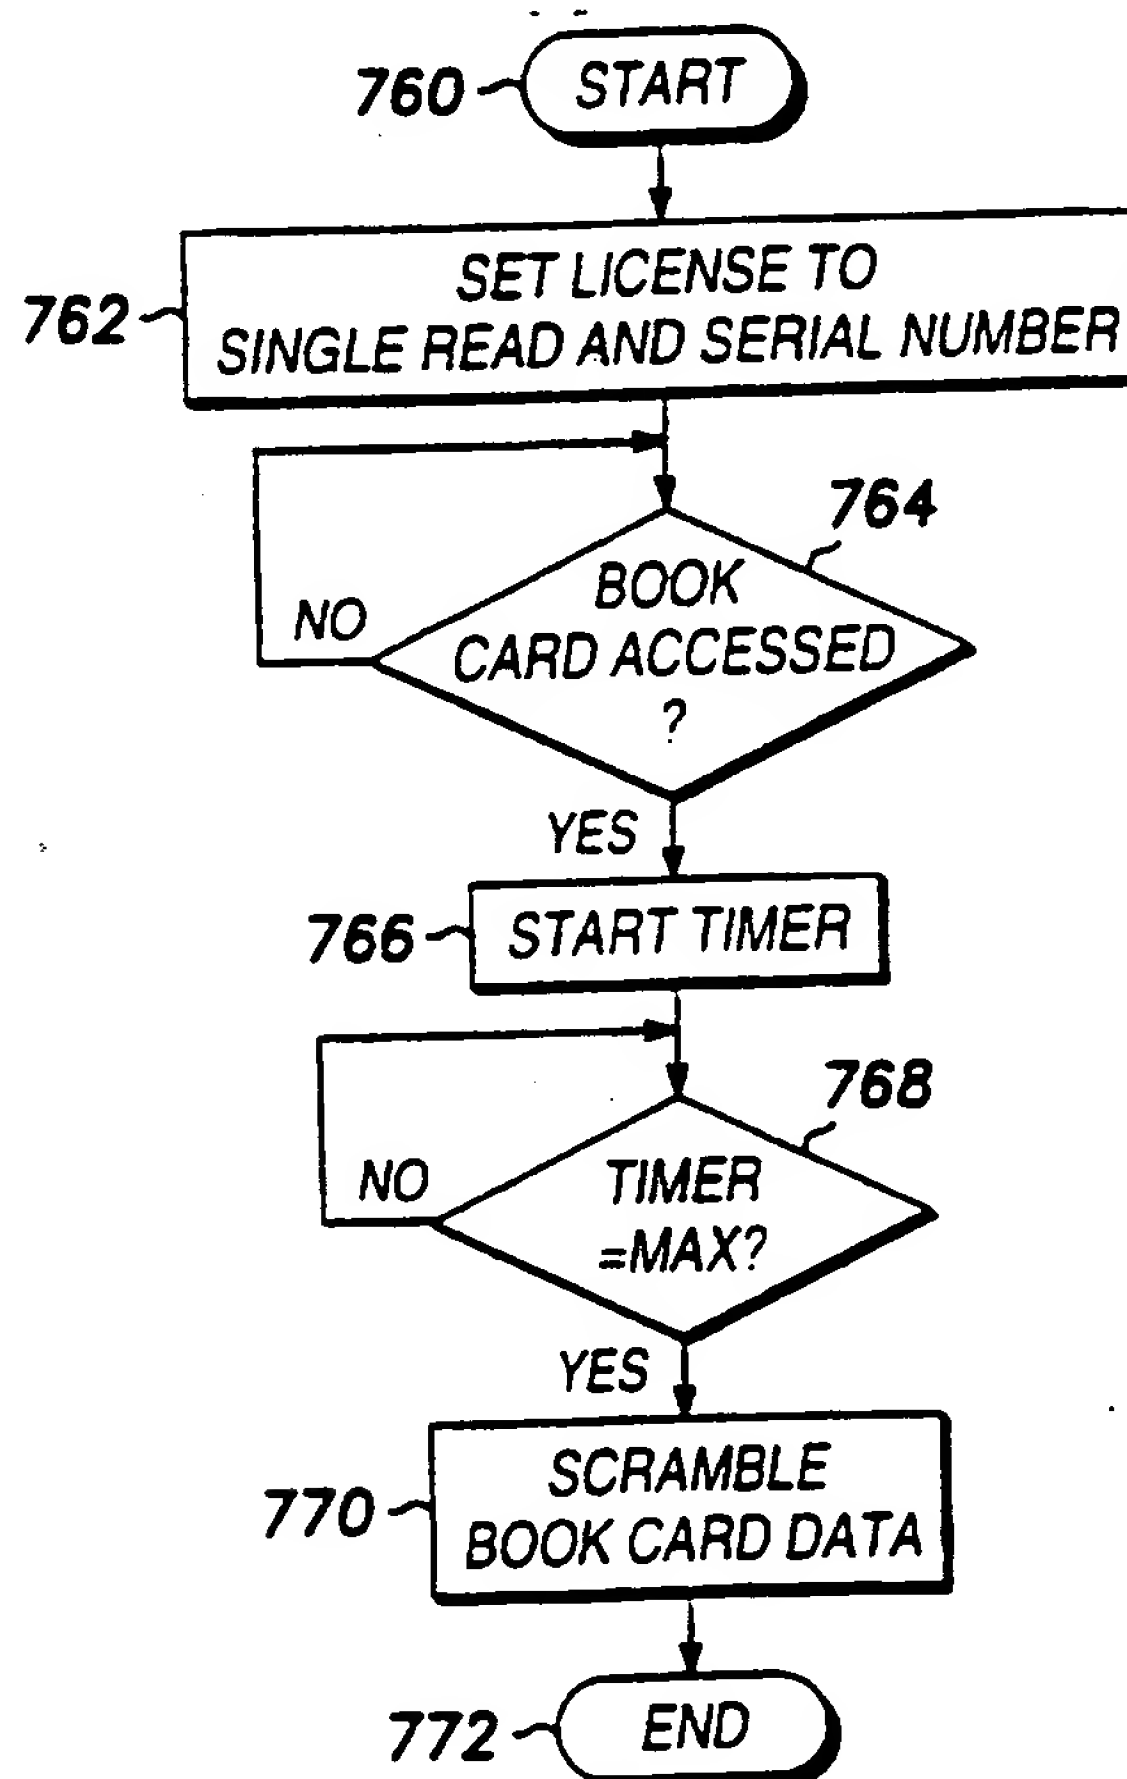 760 START
SET LICENSE TO
762 SINGLE READ AND SERIAL NUMBER
764
BOOK
NO CARD ACCESSED
?
YES
766 START TIMER
768
NO TIMER
=MAX?
YES
SCRAMBLE
770 BOOK CARD DATA
772 END